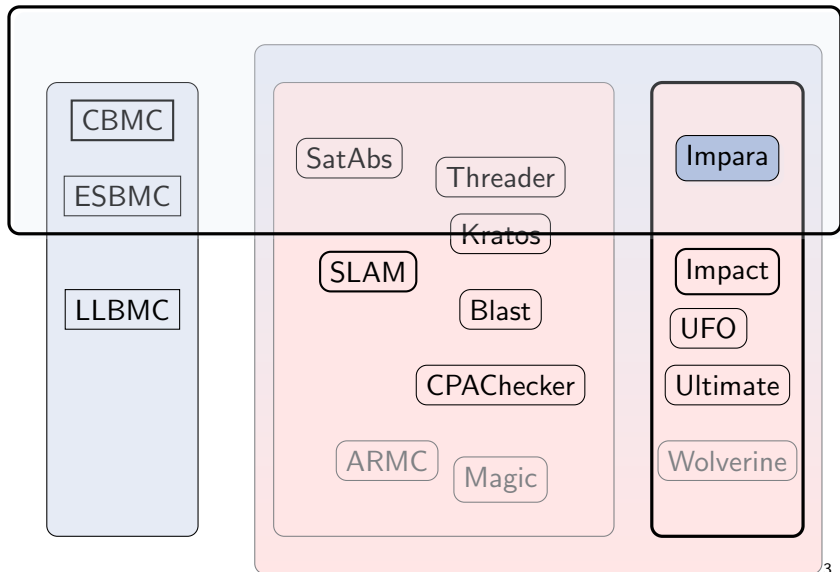 CBMC
ESBMC
LLBMC
SatAbs
Threader
Kratos
SLAM
Blast
CPAChecker
ARMC
Magic
Impara
Impact
UFO
Ultimate
Wolverine
3